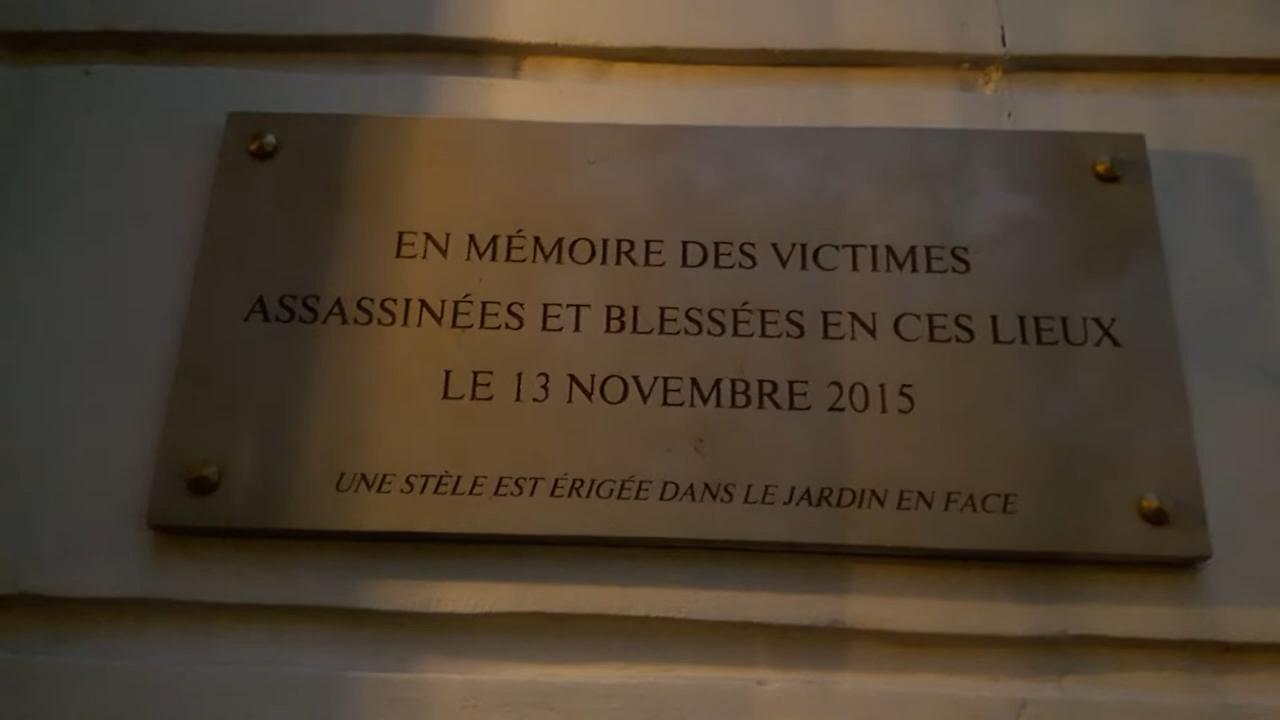 EN MÉMOIRE DES VICTIMES
ASSASSINÉES ET BLESSÉES EN CES LIEUX
LE 13 NOVEMBRE 2015
UNE STÈLE EST ÉRIGÉE DANS LE JARDIN EN FACE